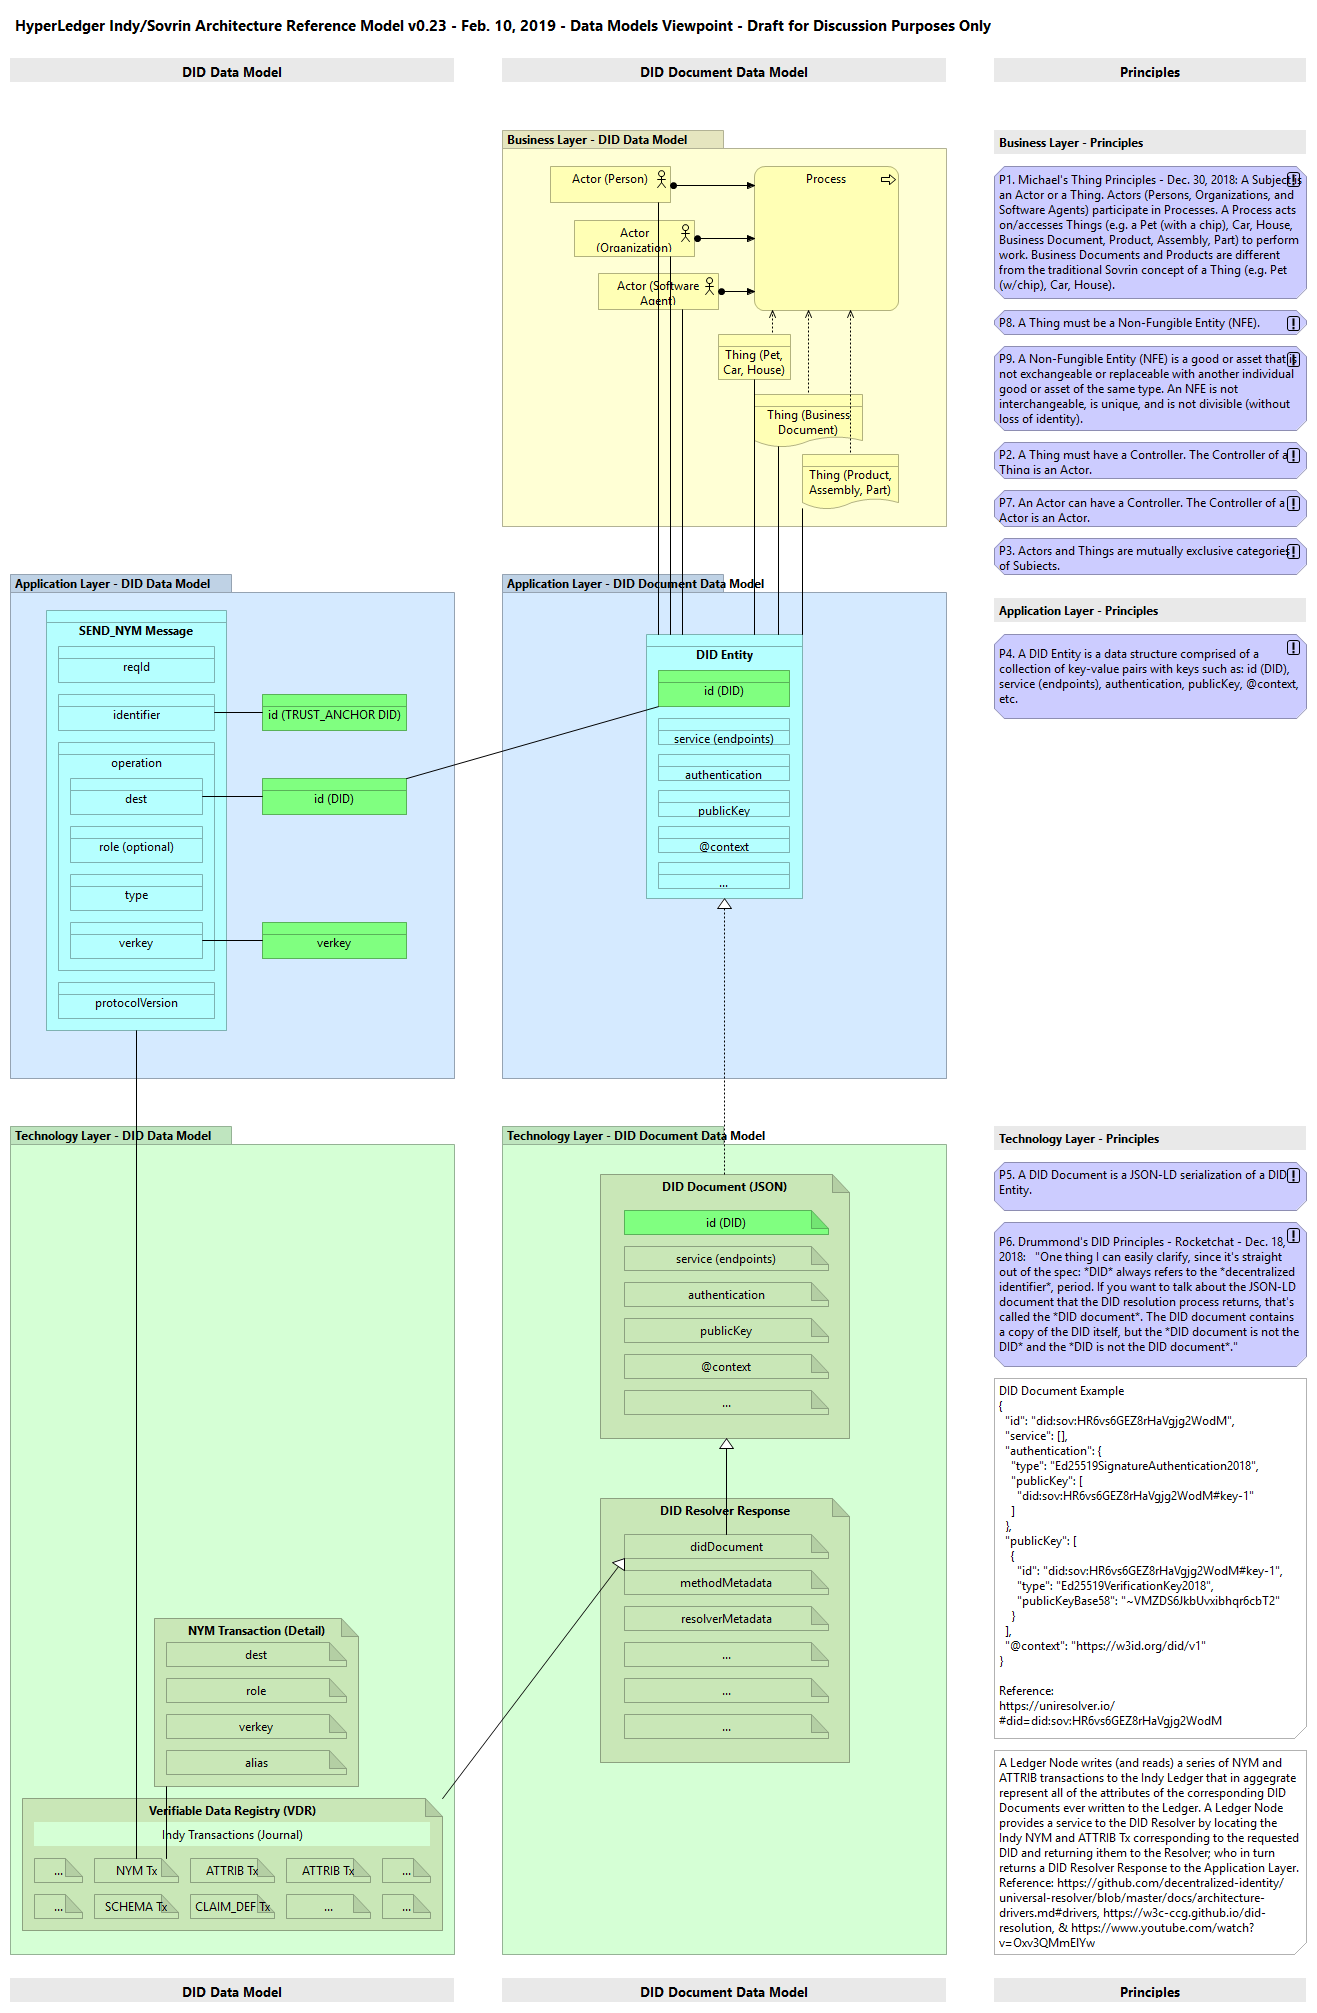 HyperLedger Indy/Sovrin Architecture Reference Model v0.23 - Feb. 10, 2019 - Data Models Viewpoint - Draft for Discussion Purposes Only
DID Data Model
DID Document Data Model
Principles
Business Layer - DID Data Model
Actor (Person)
Process
Actor
(Organization)
Actor (Software
Agent)
Thing (Pet,
Car, House)
Thing (Business
Document)
Thing (Product,
Assembly, Part)
Business Layer - Principles
P1. Michael's Thing Principles - Dec. 30, 2018: A Subject is
an Actor or a Thing. Actors (Persons, Organizations, and
Software Agents) participate in Processes. A Process acts
on/accesses Things (e.g. a Pet (with a chip), Car, House,
Business Document, Product, Assembly, Part) to perform
work. Business Documents and Products are different
from the traditional Sovrin concept of a Thing (e.g. Pet
(w/chip), Car, House).
P8. A Thing must be a Non-Fungible Entity (NFE).
P9. A Non-Fungible Entity (NFE) is a good or asset that is
not exchangeable or replaceable with another individual
good or asset of the same type. An NFE is not
interchangeable, is unique, and is not divisible (without
loss of identity).
P2. A Thing must have a Controller. The Controller of a
Thing is an Actor.
P7. An Actor can have a Controller. The Controller of a
Actor is an Actor.
P3. Actors and Things are mutually exclusive categories
of Subjects.
Application Layer - DID Data Model
SEND_NYM Message
reqId
identifier
id (TRUST_ANCHOR DID)
operation
dest
id (DID)
role (optional)
type
verkey
verkey
protocolVersion
Application Layer - DID Document Data Model
DID Entity
id (DID)
service (endpoints)
authentication
publicKey
@context
...
Application Layer - Principles
P4. A DID Entity is a data structure comprised of a
collection of key-value pairs with keys such as: id (DID),
service (endpoints), authentication, publicKey, @context,
etc.
Technology Layer - DID Data Model
NYM Transaction (Detail)
dest
role
verkey
alias
Verifiable Data Registry (VDR)
Indy Transactions (Journal)
... NYM Tx ATTRIB Tx ATTRIB Tx ...
... SCHEMA Tx CLAIM_DEF Tx ... ...
Technology Layer - DID Document Data Model
DID Document (JSON)
id (DID)
service (endpoints)
authentication
publicKey
@context
...
DID Resolver Response
didDocument
methodMetadata
resolverMetadata
...
...
...
Technology Layer - Principles
P5. A DID Document is a JSON-LD serialization of a DID
Entity.
P6. Drummond's DID Principles - Rocketchat - Dec. 18,
2018:   "One thing I can easily clarify, since it's straight
out of the spec: *DID* always refers to the *decentralized
identifier*, period. If you want to talk about the JSON-LD
document that the DID resolution process returns, that's
called the *DID document*. The DID document contains
a copy of the DID itself, but the *DID document is not the
DID* and the *DID is not the DID document*."
DID Document Example
{
"id": "did:sov:HR6vs6GEZ8rHaVgjg2WodM",
"service": [],
"authentication": {
"type": "Ed25519SignatureAuthentication2018",
"publicKey": [
"did:sov:HR6vs6GEZ8rHaVgjg2WodM#key-1"
]
},
"publicKey": [
{
"id": "did:sov:HR6vs6GEZ8rHaVgjg2WodM#key-1",
"type": "Ed25519VerificationKey2018",
"publicKeyBase58": "~VMZDS6JkbUvxibhqr6cbT2"
}
],
"@context": "https://w3id.org/did/v1"
}
Reference:
https://uniresolver.io/
#did=did:sov:HR6vs6GEZ8rHaVgjg2WodM
A Ledger Node writes (and reads) a series of NYM and
ATTRIB transactions to the Indy Ledger that in aggegrate
represent all of the attributes of the corresponding DID
Documents ever written to the Ledger. A Ledger Node
provides a service to the DID Resolver by locating the
Indy NYM and ATTRIB Tx corresponding to the requested
DID and returning ithem to the Resolver; who in turn
returns a DID Resolver Response to the Application Layer.
Reference: https://github.com/decentralized-identity/
universal-resolver/blob/master/docs/architecture-
drivers.md#drivers, https://w3c-ccg.github.io/did-
resolution, & https://www.youtube.com/watch?
v=Oxv3QMmEIYw
DID Data Model
DID Document Data Model
Principles